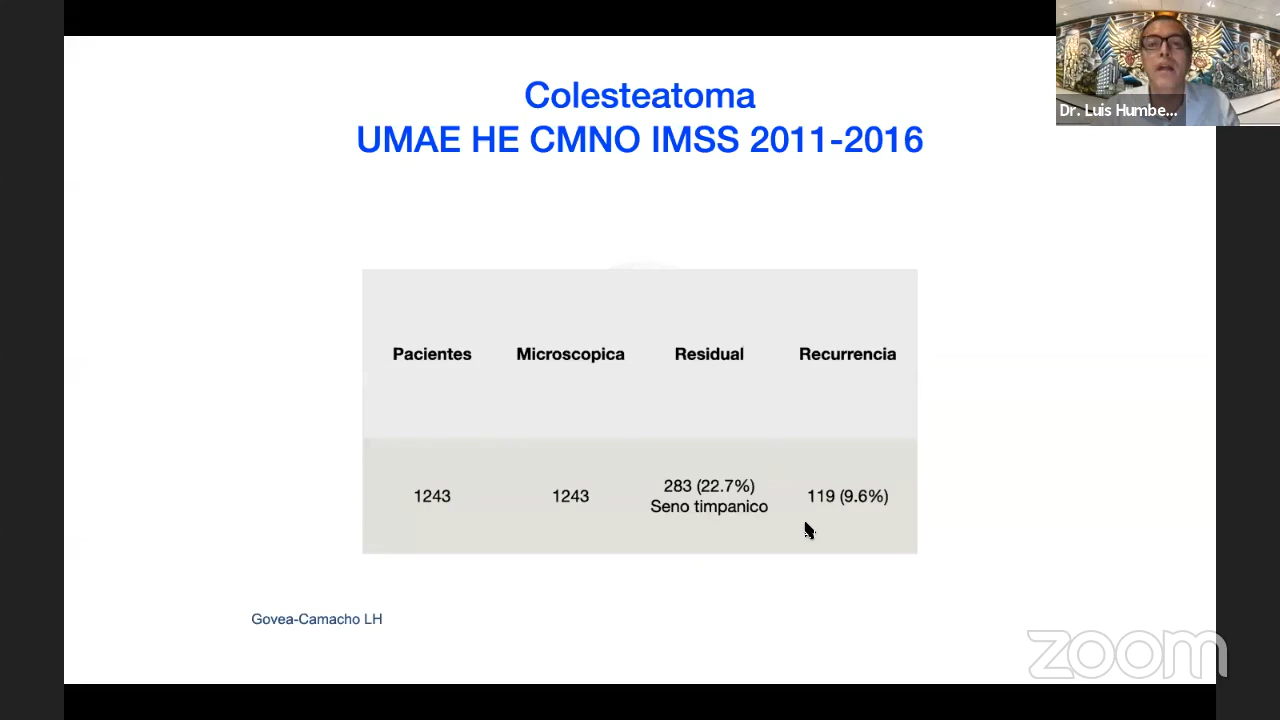 Colesteatoma
UMAE HE CMNO IMSS 2011-2016
Dr. Luis Humbe...
Pacientes Microscopica Residual Recurrencia
1243 1243 283 (22.7%) 119 (9.6%)
Seno timpanico
Govea-Camacho LH
zoom